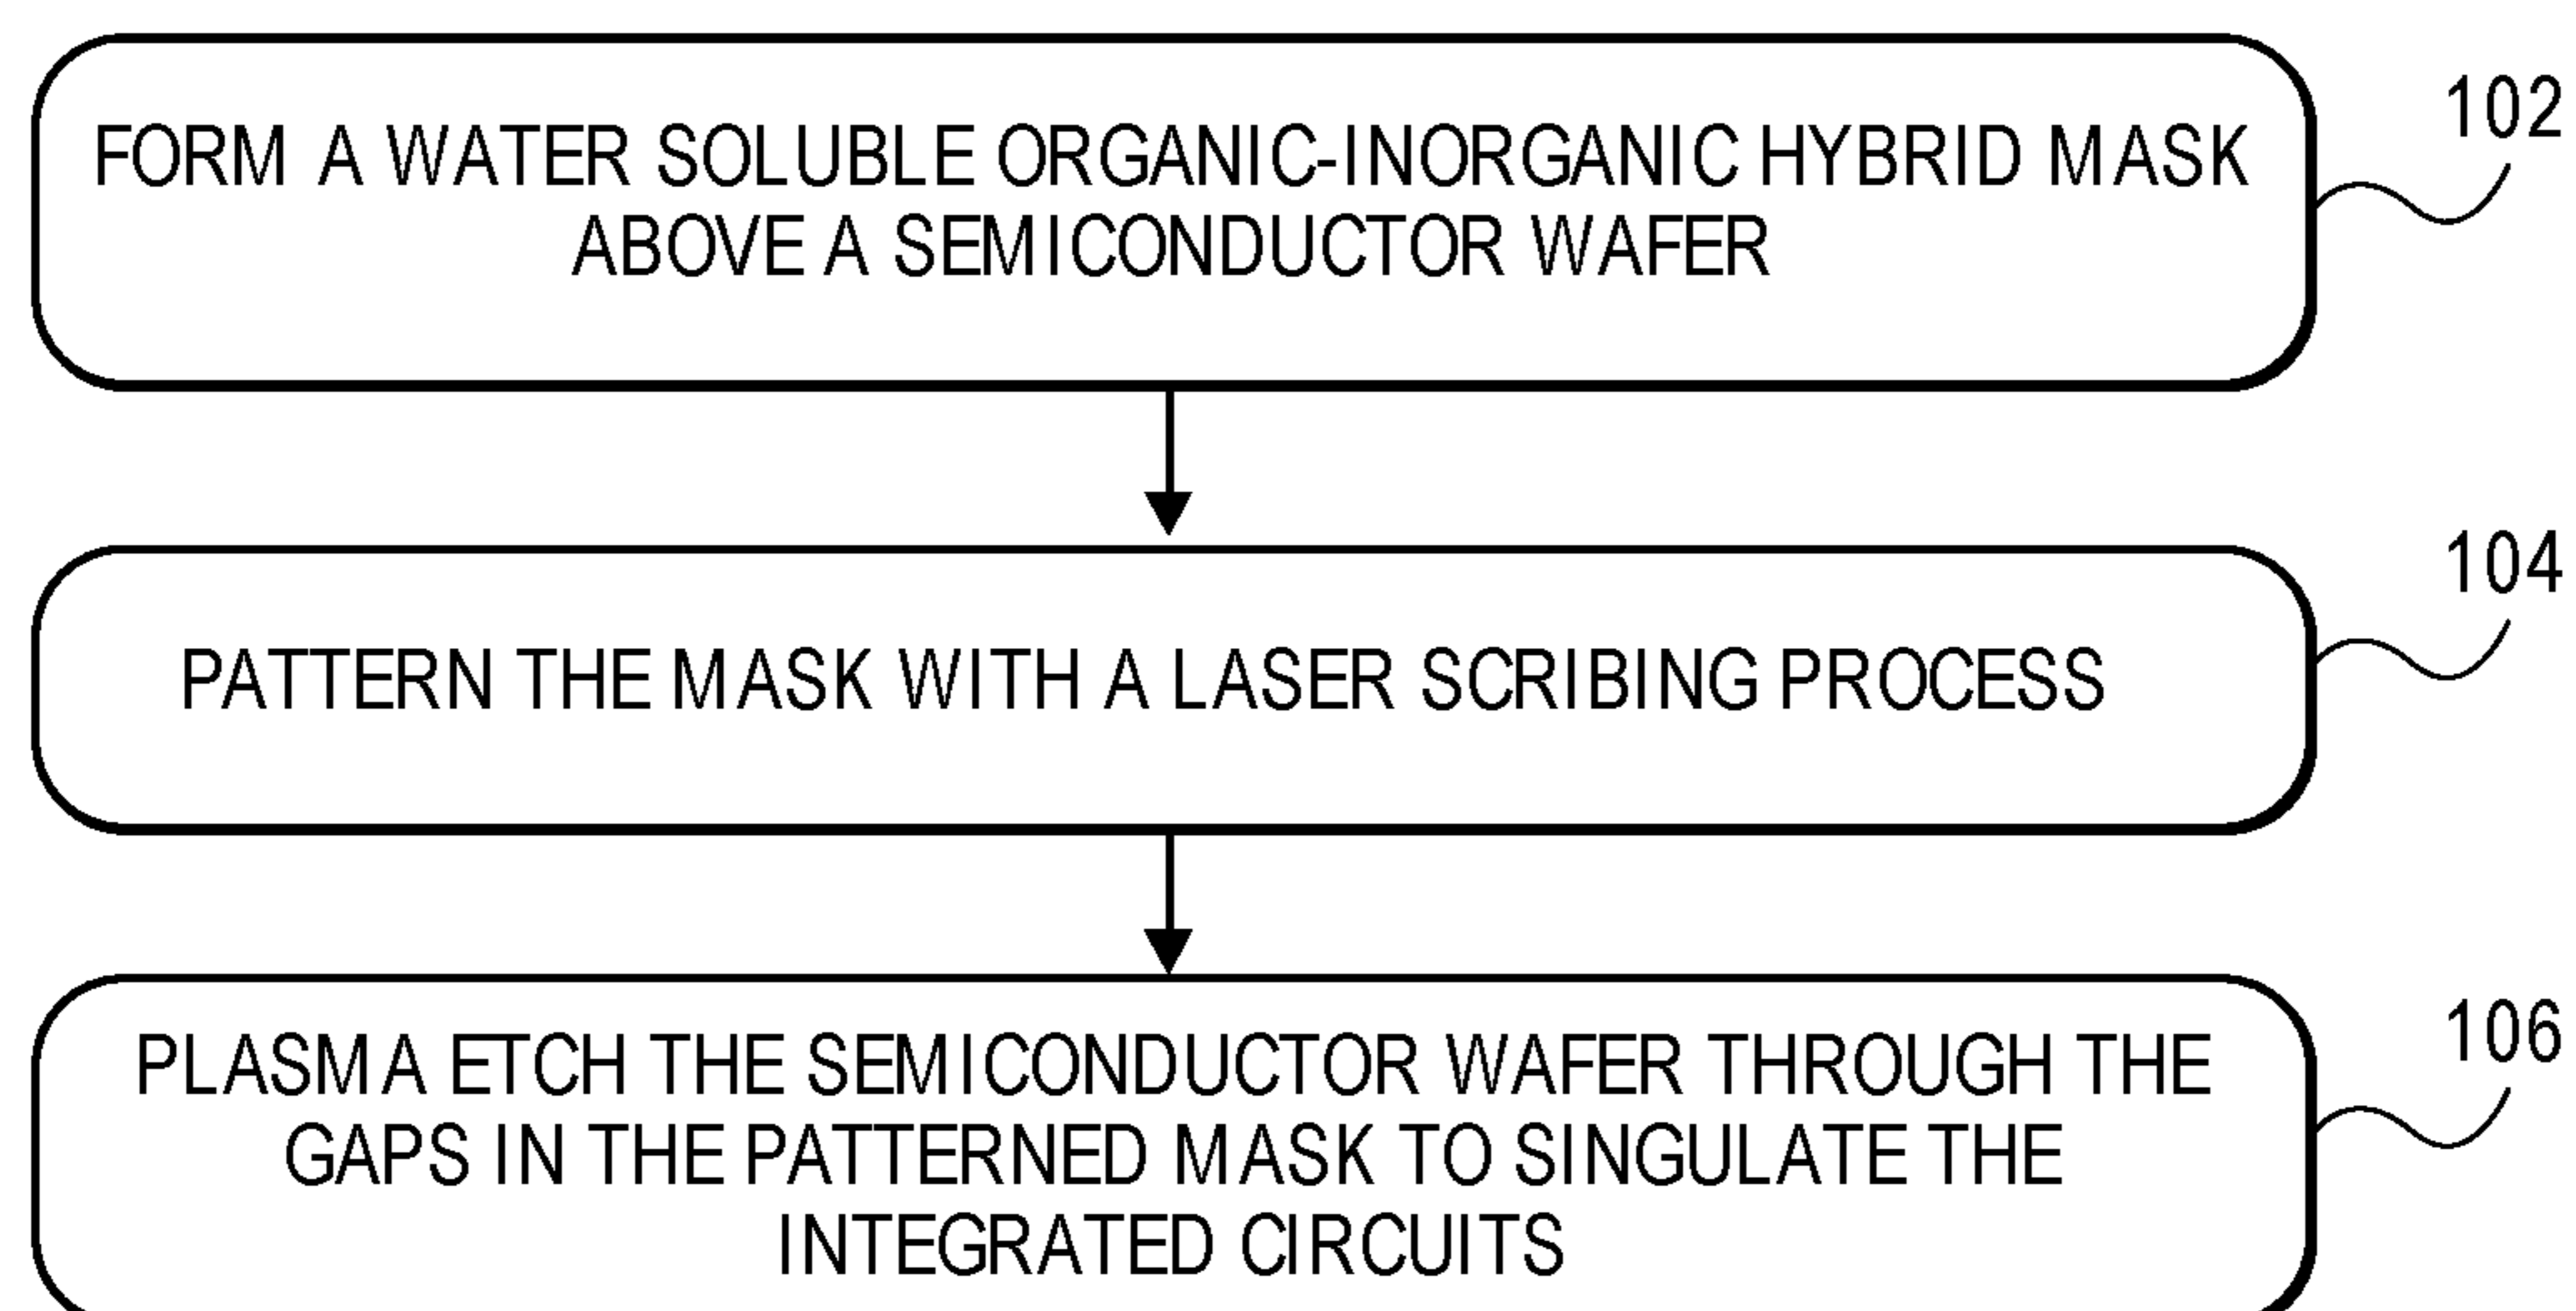 FORM A WATER SOLUBLE ORGANIC-INORGANIC HYBRID MASK
ABOVE A SEMICONDUCTOR WAFER
102
PATTERN THE MASK WITH A LASER SCRIBING PROCESS
104
PLASMA ETCH THE SEMICONDUCTOR WAFER THROUGH THE
GAPS IN THE PATTERNED MASK TO SINGULATE THE
INTEGRATED CIRCUITS
106